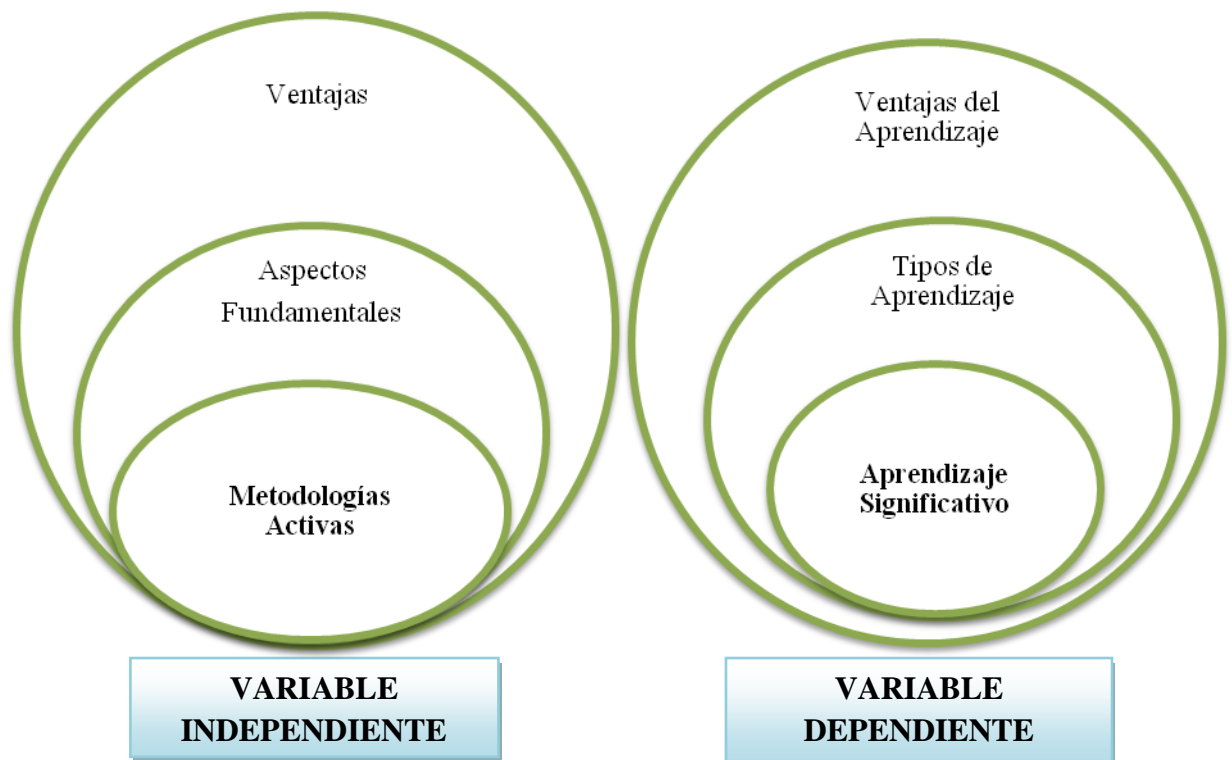 Ventajas
Aspectos
Fundamentales
Metodologías
Activas
VARIABLE
INDEPENDIENTE
Ventajas del
Aprendizaje
Tipos de
Aprendizaje
Aprendizaje
Significativo
VARIABLE
DEPENDIENTE